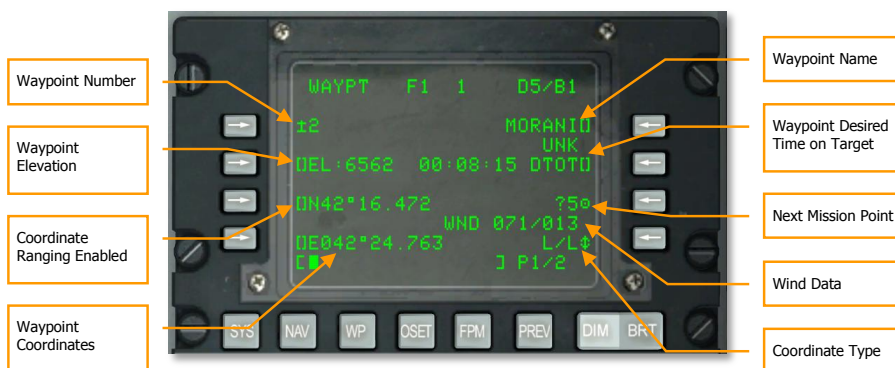 Waypoint Number
Waypoint
Elevation
Coordinate
Ranging Enabled
Waypoint
Coordinates
WAYPT F1 1 D5/B1
±2 MORANI[]
UNK
[]EL:6562 00:08:15 DTOT[]
[]N42°16.472 ?5⊙
WND 071/013
[]E042°24.763 L/L↕
[█ ] P1/2
SYS NAV WP OSET FPM PREV DIM BRT
Waypoint Name
Waypoint Desired
Time on Target
Next Mission Point
Wind Data
Coordinate Type